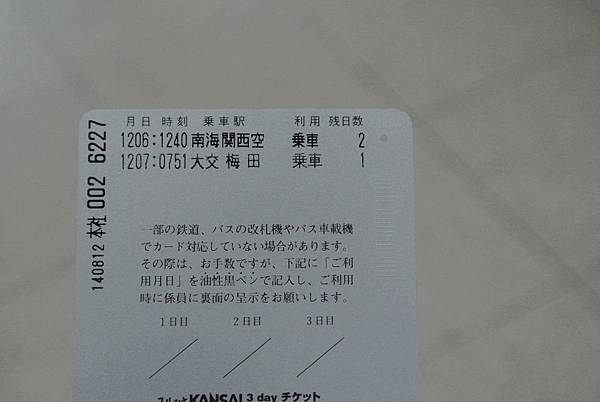 月日 時刻 乗車駅 利用 残日数
1206:1240 南海関西空 乗車 2
1207:0751 大交 梅田 乗車 1
一部の鉄道、バスの改札機やバス車載機
でカード対応していない場合があります。
その際は、お手数ですが、下記に「ご利
用月日」を油性黒ペンで記入し、ご利用
時に係員に裏面の呈示をお願いします。
1日目 2日目 3日目
／ ／ ／
スルッと KANSAI 3 day チケット
140812 本社 002 6227